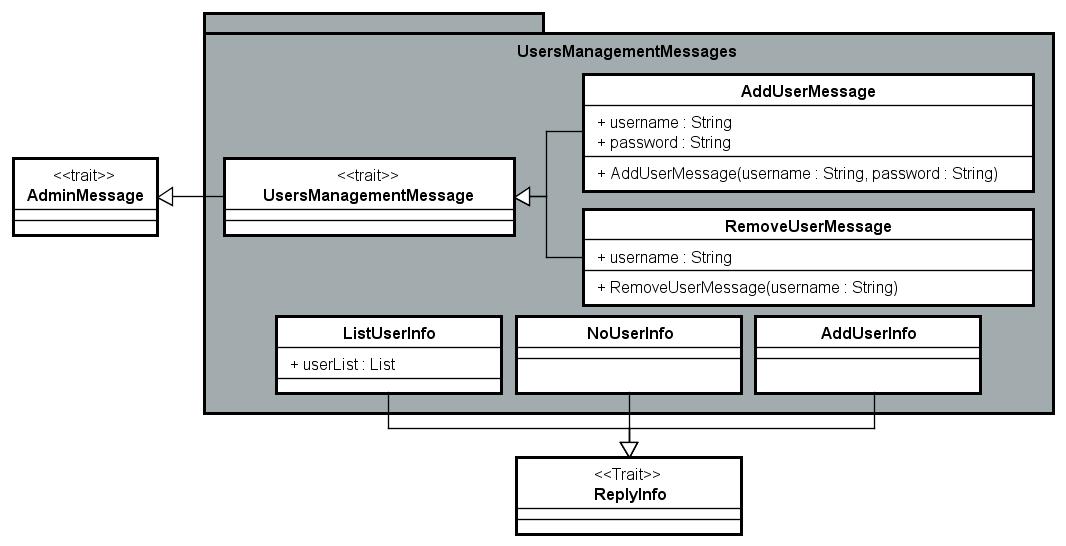 UsersManagementMessages
AddUserMessage
+ username : String
+ password : String
+ AddUserMessage(username : String, password : String)
<<trait>>
AdminMessage
<<trait>>
UsersManagementMessage
RemoveUserMessage
+ username : String
+ RemoveUserMessage(username : String)
ListUserInfo
+ userList : List
NoUserInfo
AddUserInfo
<<Trait>>
ReplyInfo